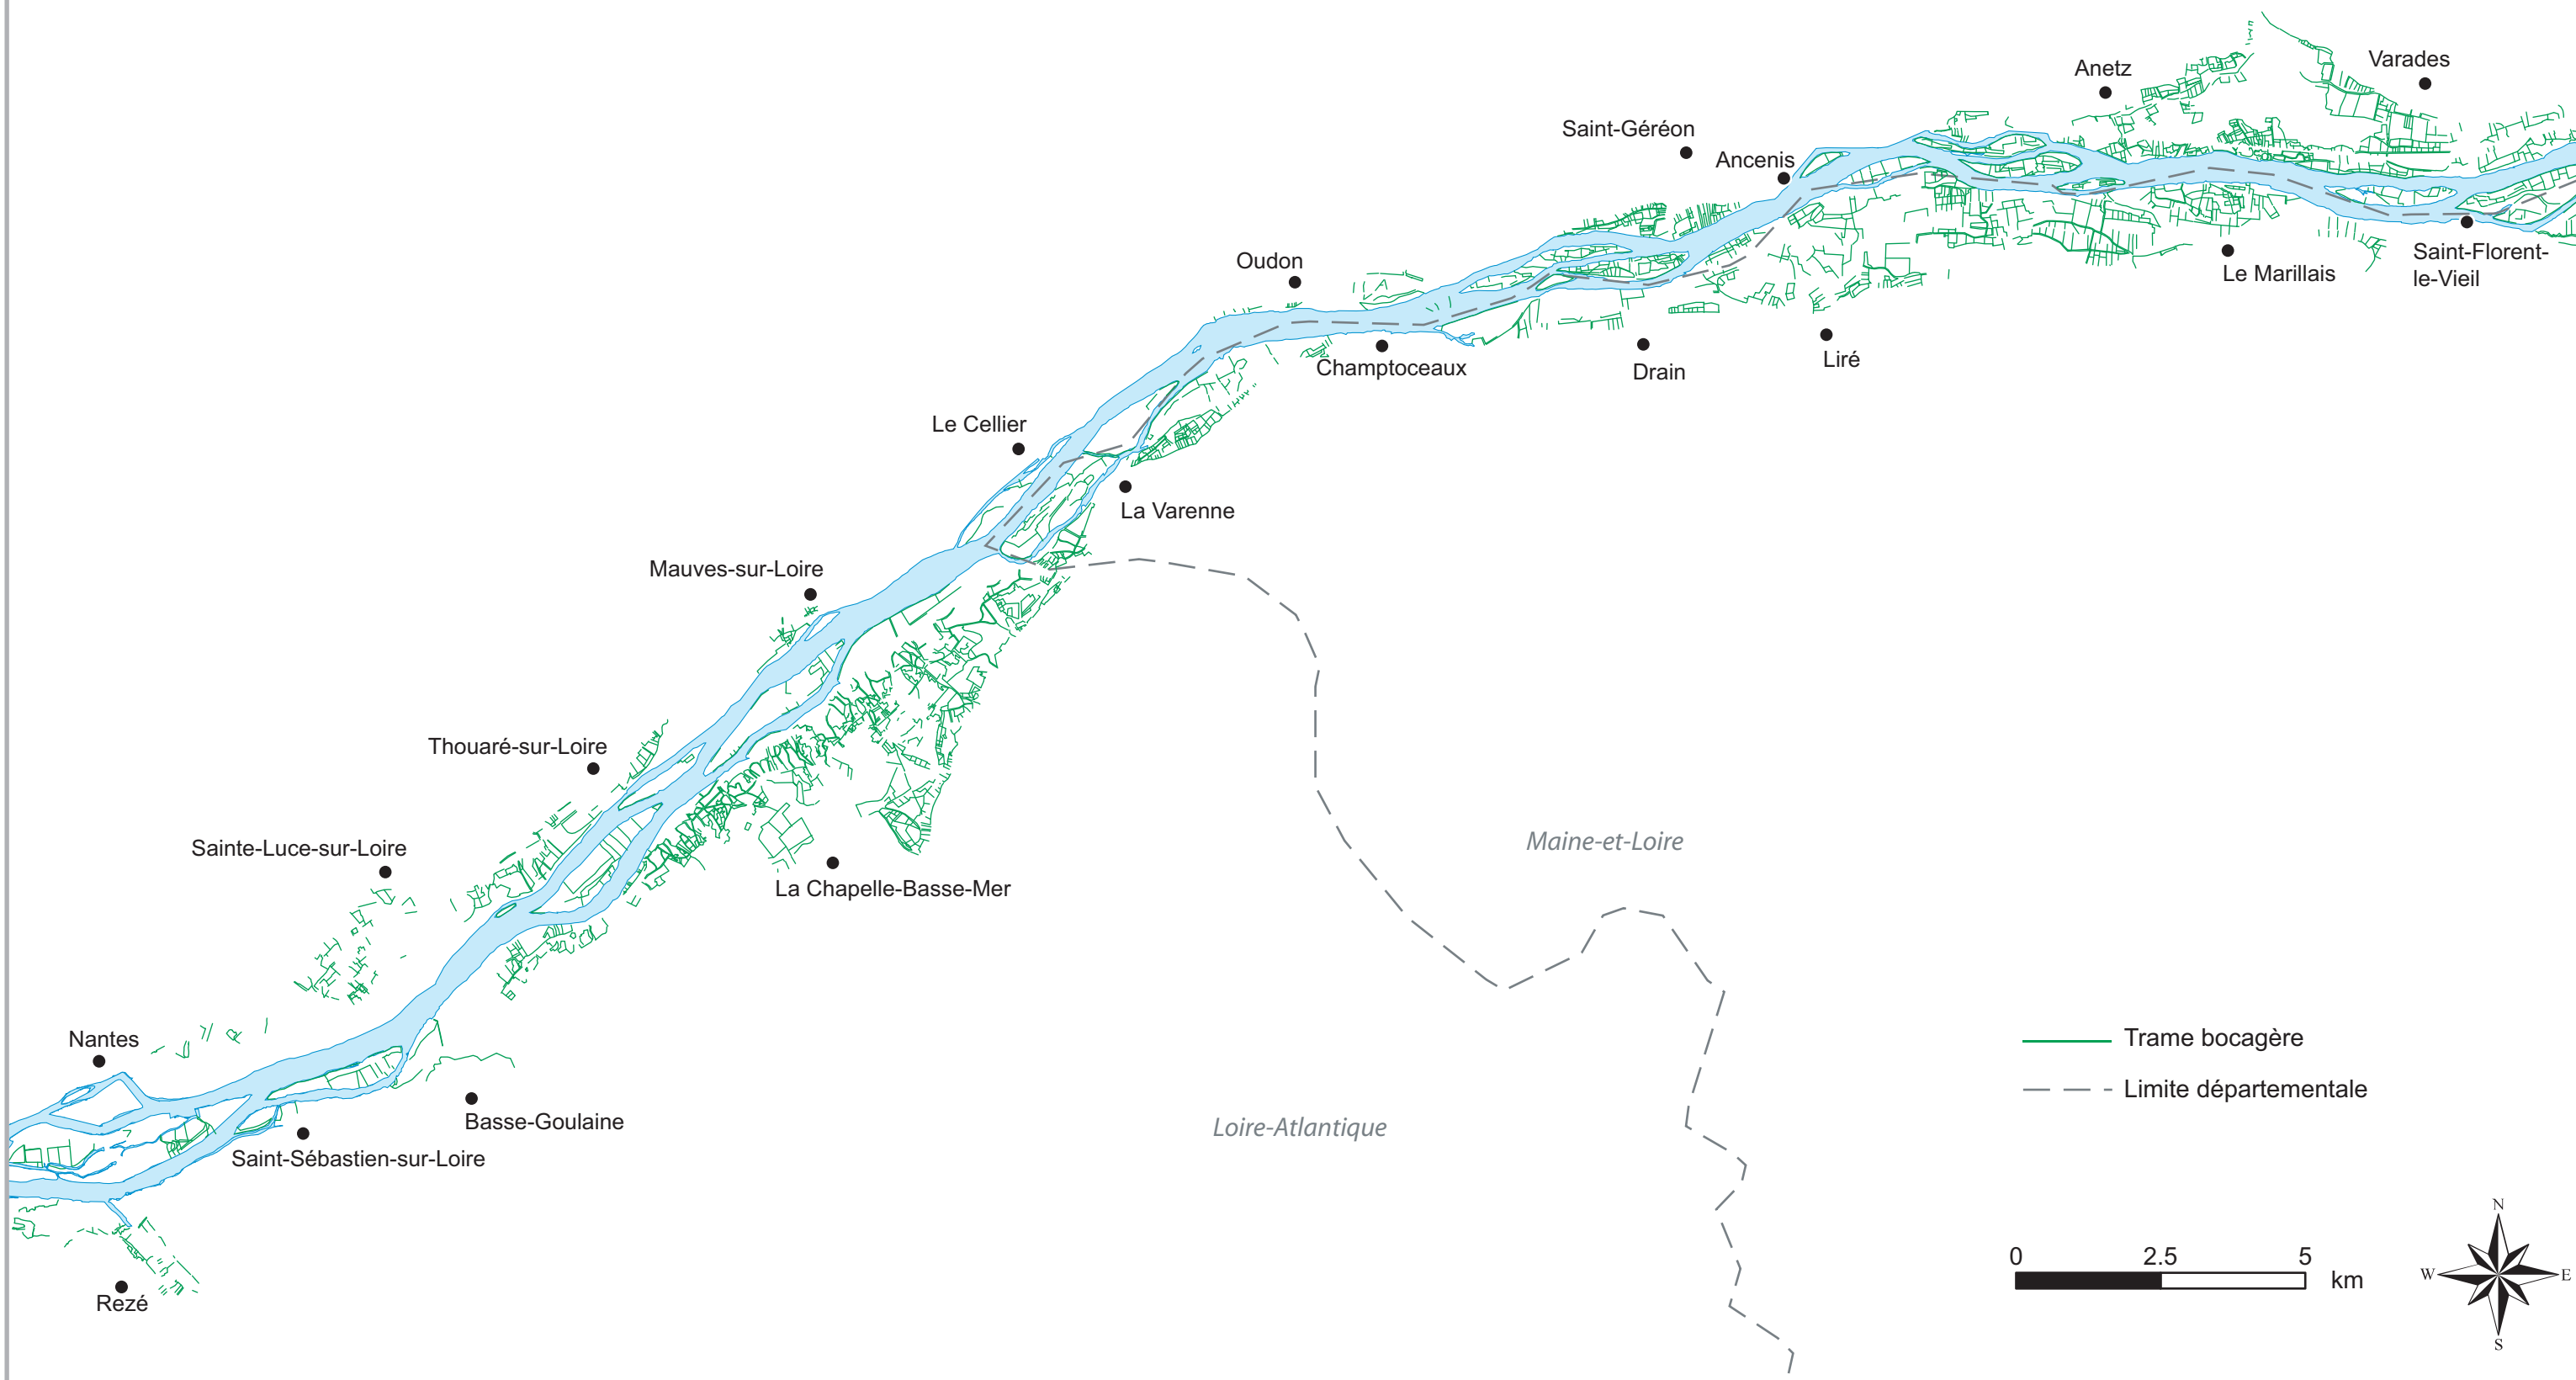 Varades
Anetz
Saint-Géréon
Ancenis
Oudon
Saint-Florent-
le-Vieil
Le Marillais
Champtoceaux
Drain
Liré
Le Cellier
La Varenne
Mauves-sur-Loire
Thouaré-sur-Loire
Maine-et-Loire
Sainte-Luce-sur-Loire
La Chapelle-Basse-Mer
Nantes
Trame bocagère
Limite départementale
Basse-Goulaine
Loire-Atlantique
Saint-Sébastien-sur-Loire
Rezé
0 2.5 5
km
N
W E
S